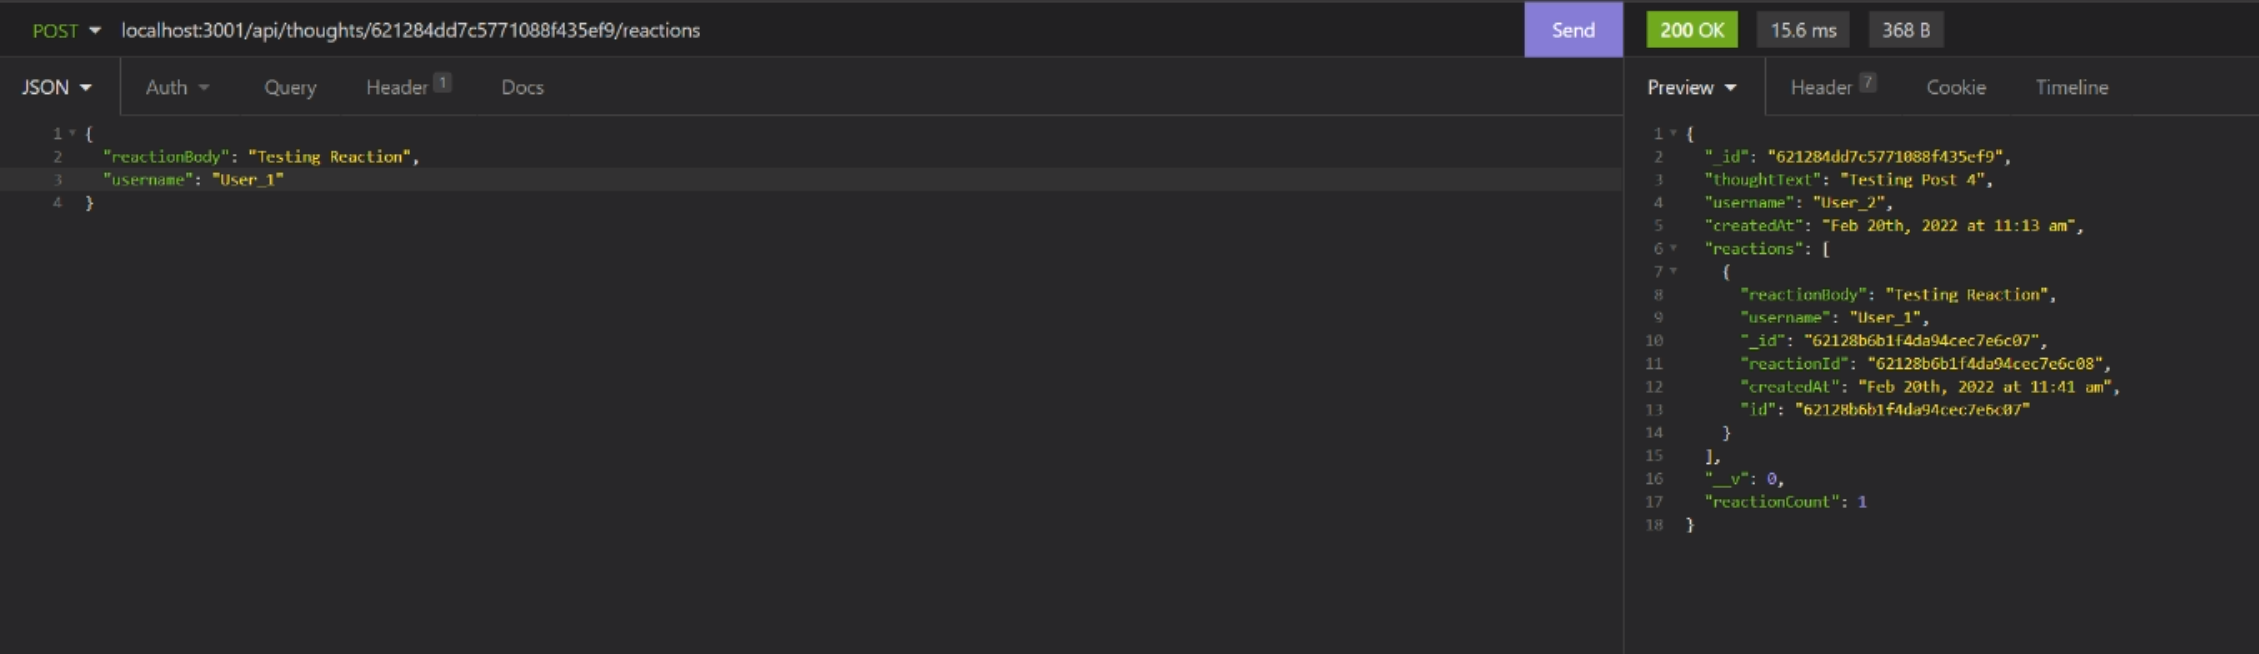 POST localhost:3001/api/thoughts/621284dd7c5771088f435ef9/reactions Send
JSON Auth Query Header 1 Docs
1 {
2 "reactionBody": "Testing Reaction",
3 "username": "User_1"
4 }
200 OK 15.6 ms 368 B
Preview Header 7 Cookie Timeline
1 {
2 "_id": "621284dd7c5771088f435ef9",
3 "thoughtText": "Testing Post 4",
4 "username": "User_2",
5 "createdAt": "Feb 20th, 2022 at 11:13 am",
6 "reactions": [
7 {
8 "reactionBody": "Testing Reaction",
9 "username": "User_1",
10 "_id": "62128b6b1f4da94cec7e6c07",
11 "reactionId": "62128b6b1f4da94cec7e6c08",
12 "createdAt": "Feb 20th, 2022 at 11:41 am",
13 "id": "62128b6b1f4da94cec7e6c07"
14 }
15 ],
16 "__v": 0,
17 "reactionCount": 1
18 }